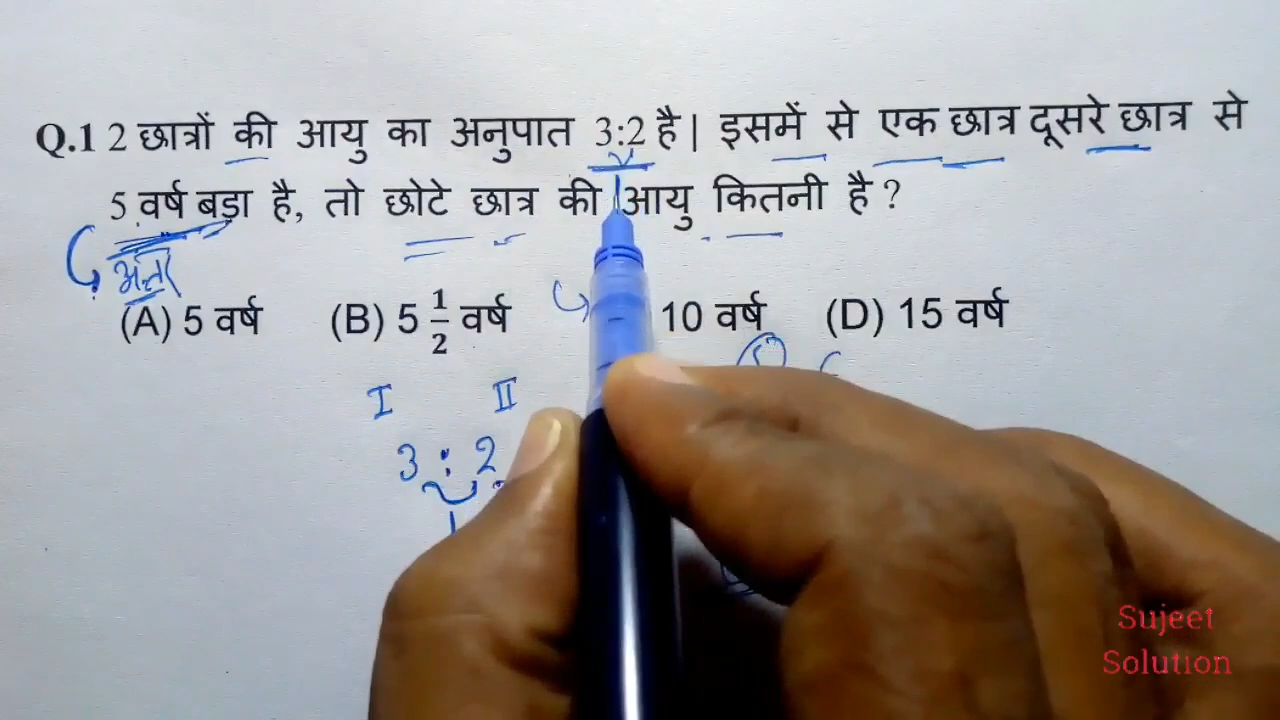 Q.1 2 छात्रों की आयु का अनुपात 3:2 है | इसमें से एक छात्र दूसरे छात्र से
5 वर्ष बड़ा है, तो छोटे छात्र की आयु कितनी है ?
अन्तर
(A) 5 वर्ष (B) 5 1/2 वर्ष 10 वर्ष (D) 15 वर्ष
I II
3 : 2
1
Sujeet
Solution